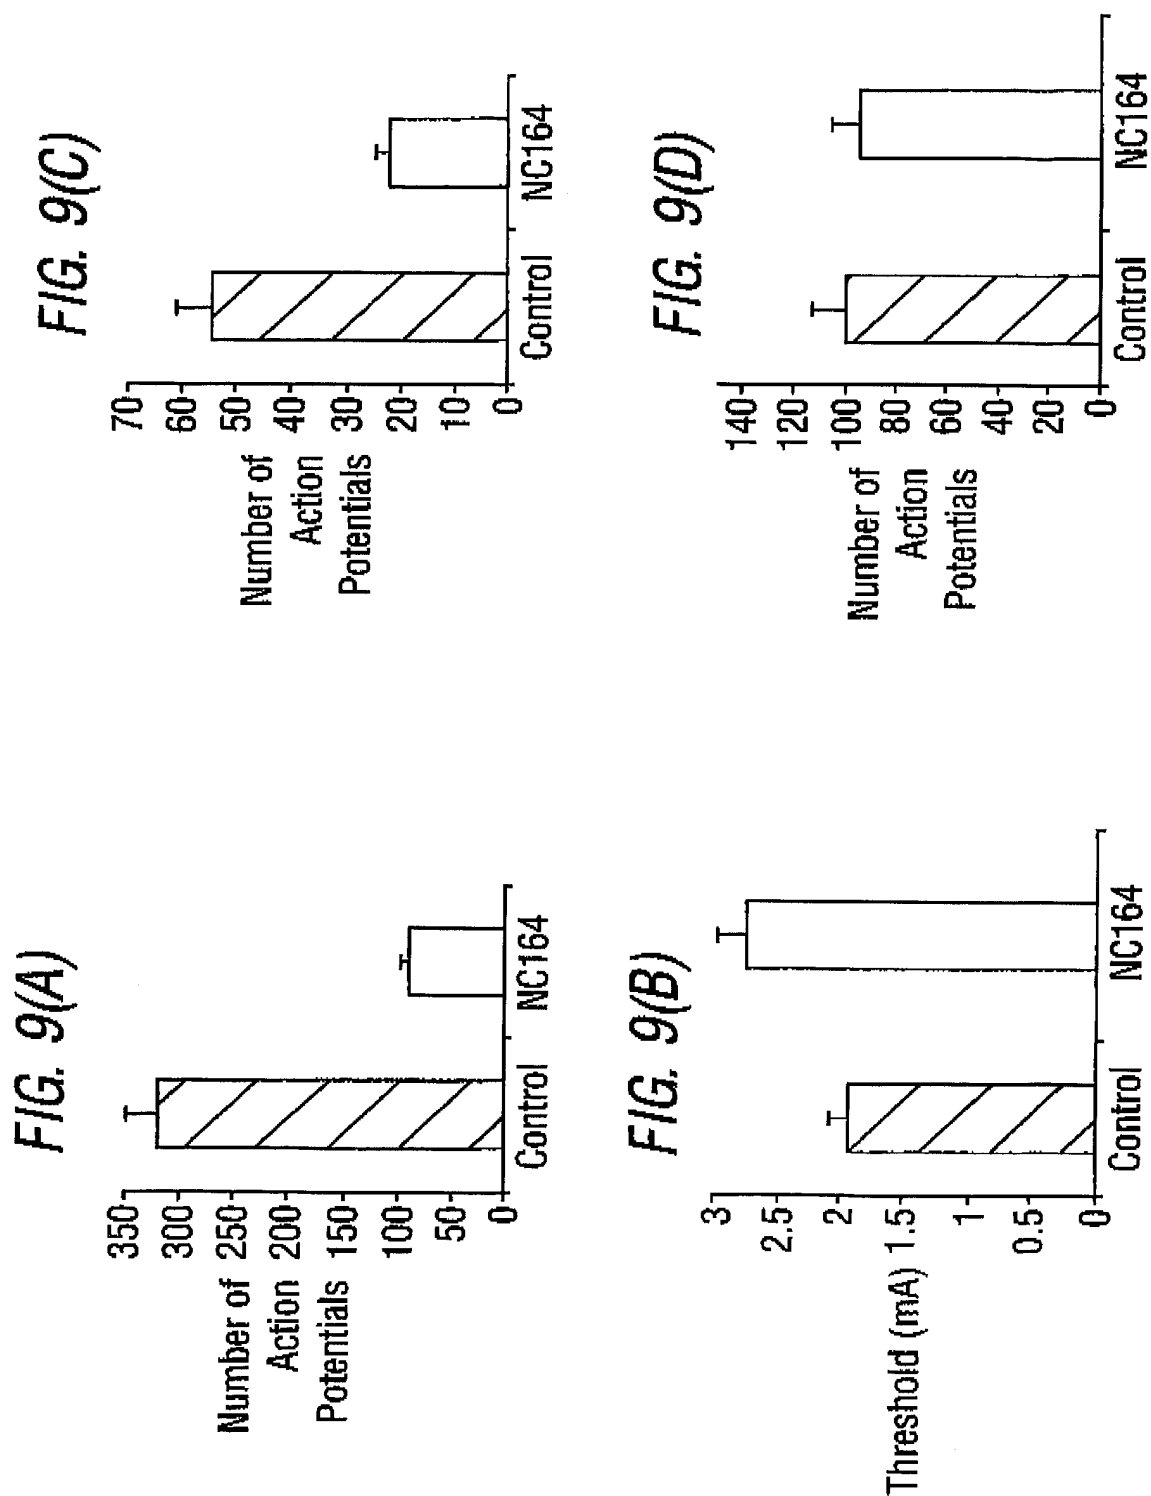 FIG. 9(A)
350
300
Number of 250
Action 200
Potentials 150
100
50
0
Control
NC164
FIG. 9(C)
70
60
50
Number of
40
Action
30
Potentials
20
10
0
Control
NC164
FIG. 9(B)
3
2.5
2
Threshold (mA) 1.5
1
0.5
0
Control
NC164
FIG. 9(D)
140
120
Number of
100
Action
80
Potentials
60
40
20
0
Control
NC164